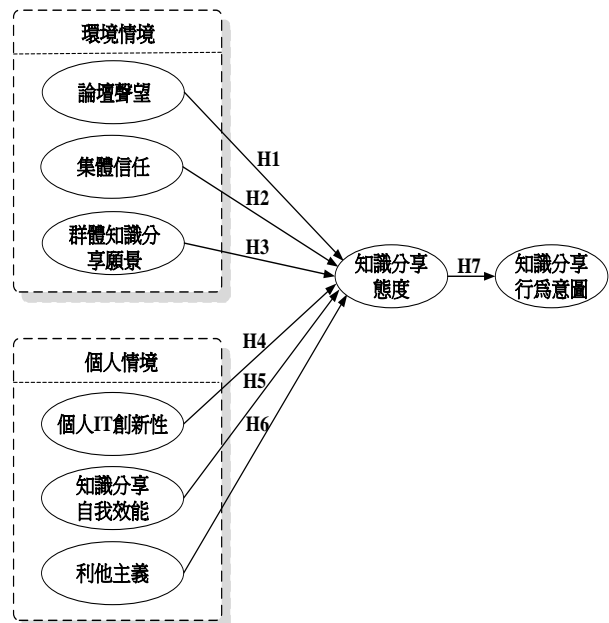 環境情境
論壇聲望
集體信任
群體知識分
享願景
H1
H2
H3
知識分享
態度
H7
知識分享
行為意圖
個人情境
個人IT創新性
知識分享
自我效能
利他主義
H4
H5
H6